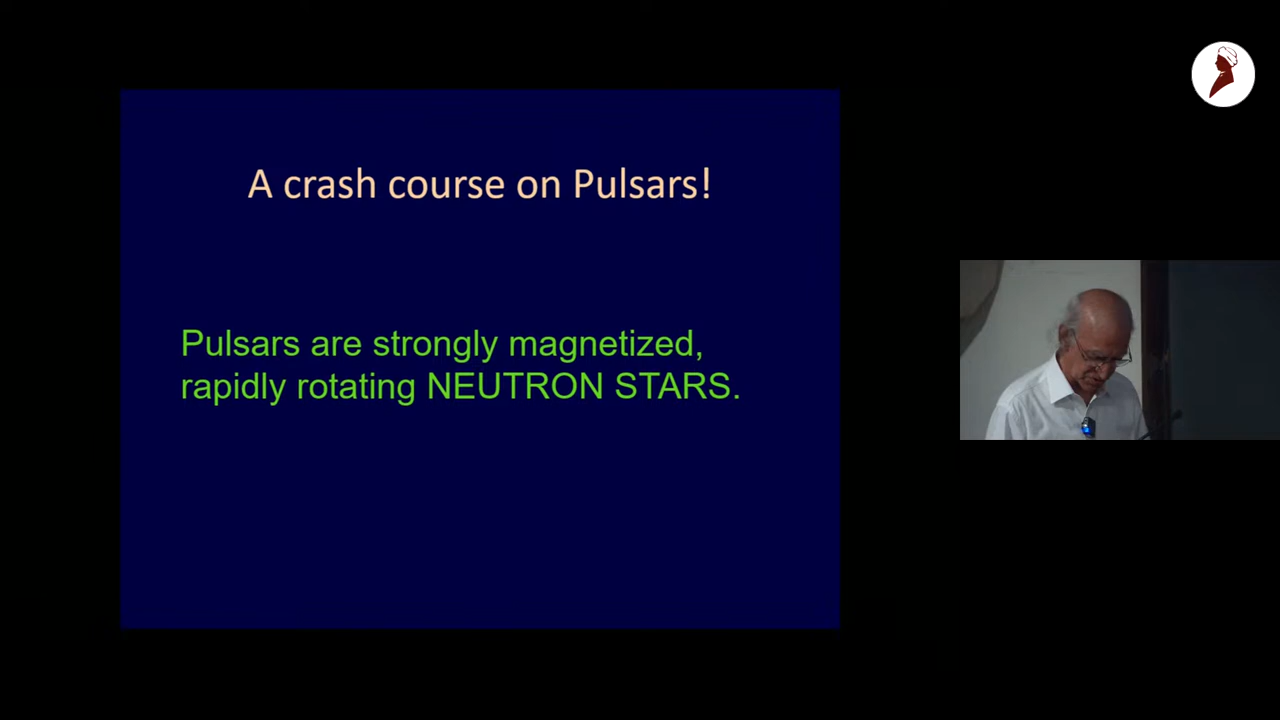 A crash course on Pulsars!
Pulsars are strongly magnetized,
rapidly rotating NEUTRON STARS.